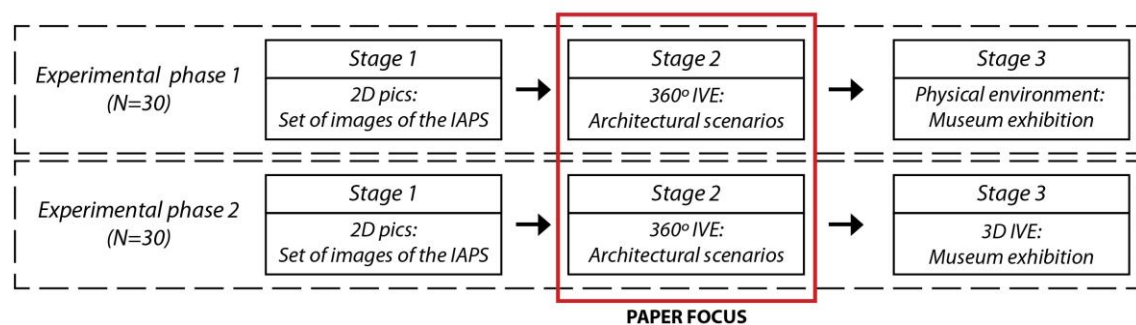 Experimental phase 1
(N=30)
Stage 1
2D pics:
Set of images of the IAPS
Stage 2
360º IVE:
Architectural scenarios
Stage 3
Physical environment:
Museum exhibition
Experimental phase 2
(N=30)
Stage 1
2D pics:
Set of images of the IAPS
Stage 2
360º IVE:
Architectural scenarios
Stage 3
3D IVE:
Museum exhibition
PAPER FOCUS